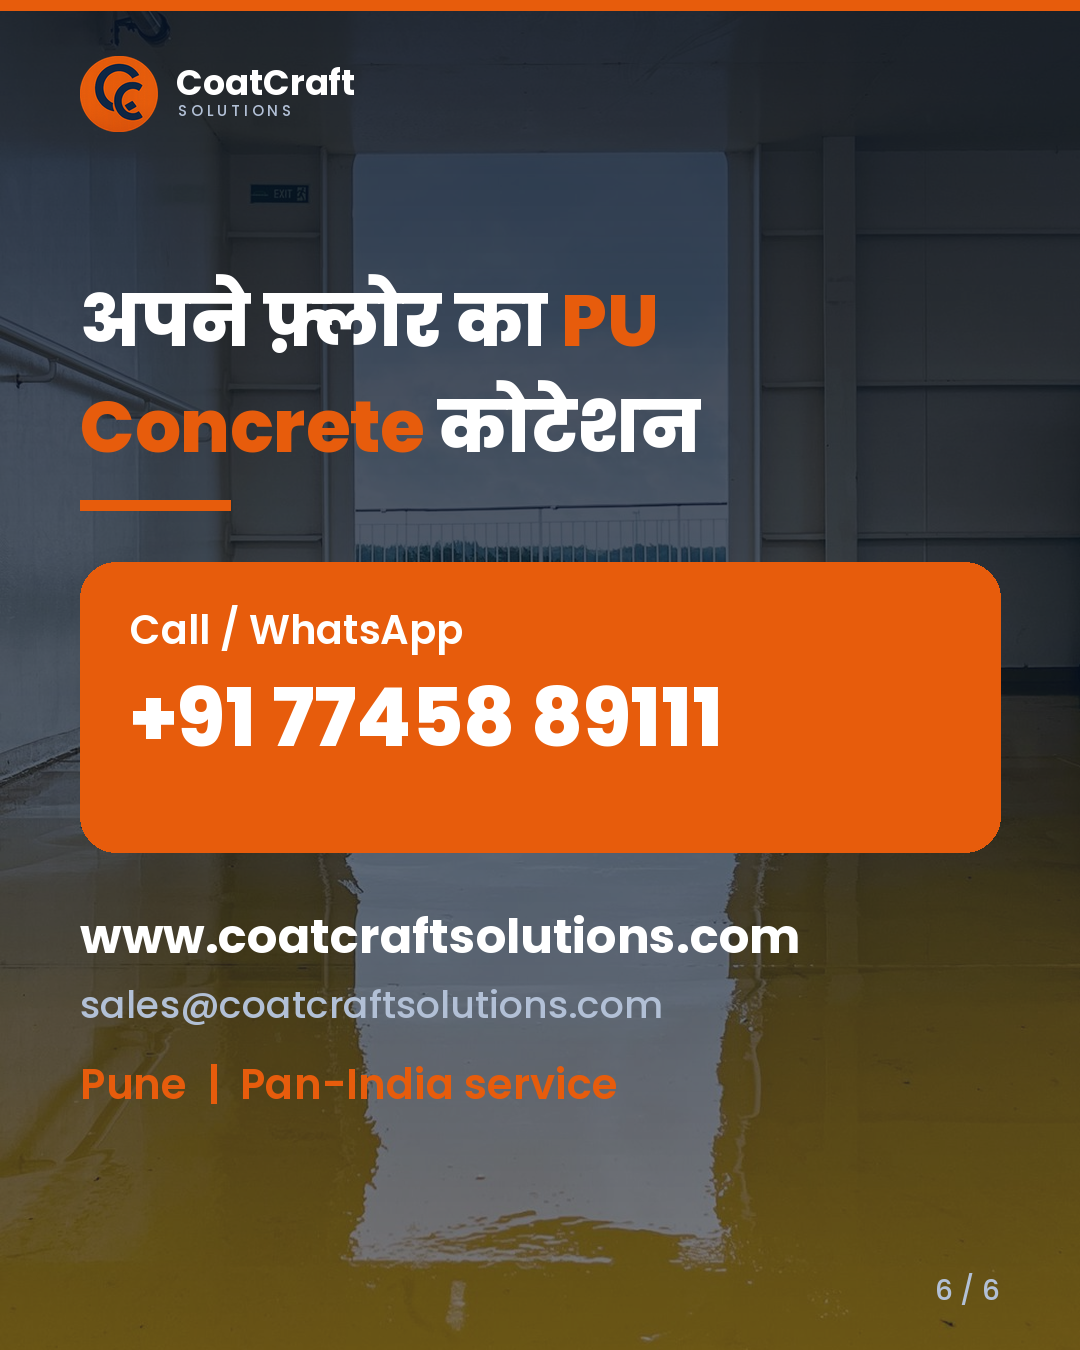 CoatCraft
SOLUTIONS
EXIT
अपने फ़्लोर का PU
Concrete कोटेशन
Call / WhatsApp
+91 77458 89111
www.coatcraftsolutions.com
sales@coatcraftsolutions.com
Pune | Pan-India service
6 / 6